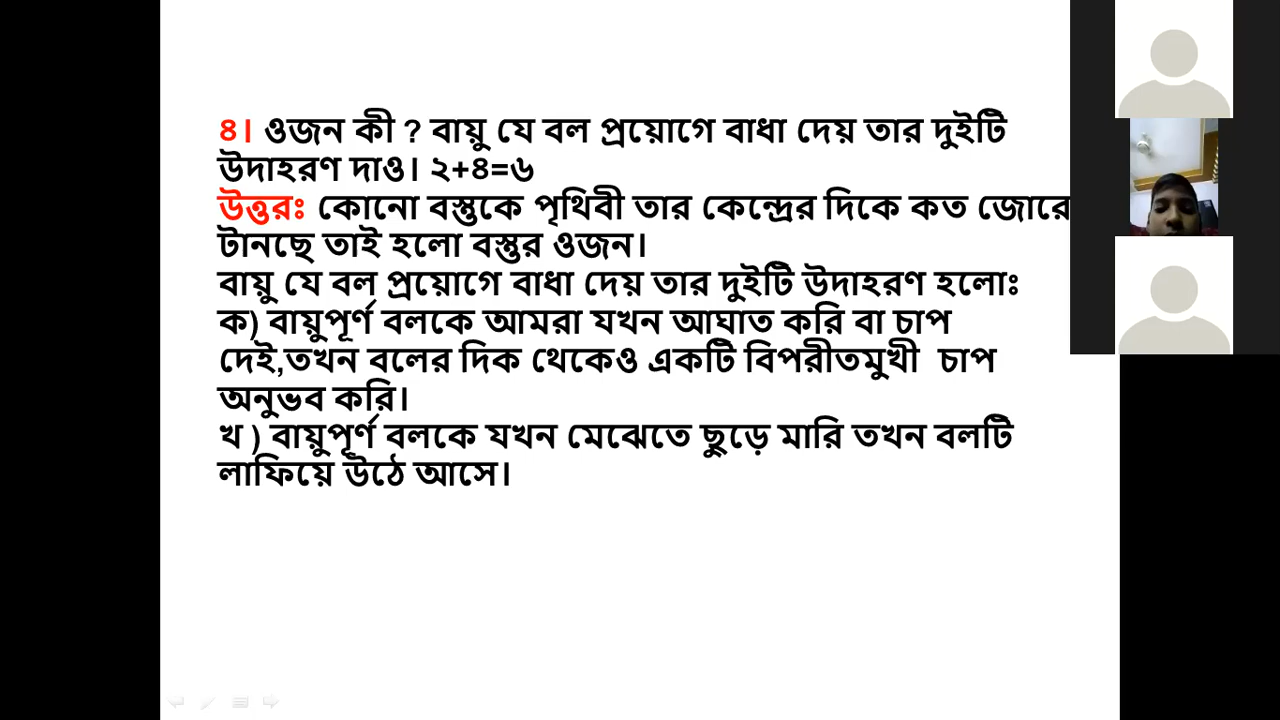 ৪। ওজন কী ? বায়ু যে বল প্রয়োগে বাধা দেয় তার দুইটি
উদাহরণ দাও। ২+৪=৬
উত্তরঃ কোনো বস্তুকে পৃথিবী তার কেন্দ্রের দিকে কত জোরে
টানছে তাই হলো বস্তুর ওজন।
বায়ু যে বল প্রয়োগে বাধা দেয় তার দুইটি উদাহরণ হলোঃ
ক) বায়ুপূর্ণ বলকে আমরা যখন আঘাত করি বা চাপ
দেই,তখন বলের দিক থেকেও একটি বিপরীতমুখী চাপ
অনুভব করি।
খ ) বায়ুপূর্ণ বলকে যখন মেঝেতে ছুড়ে মারি তখন বলটি
লাফিয়ে উঠে আসে।